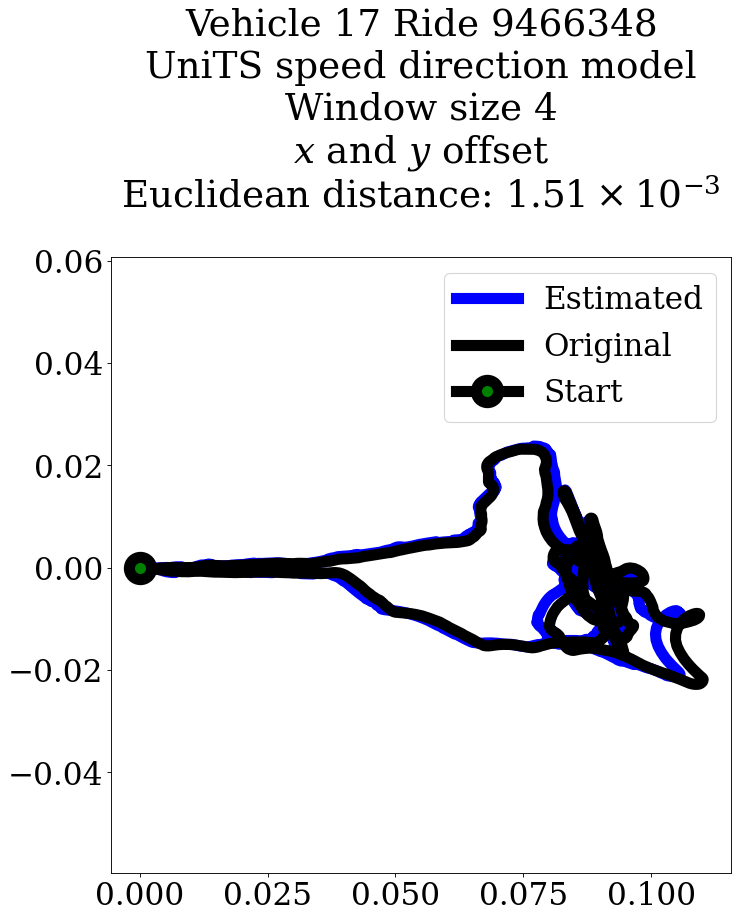 Vehicle 17 Ride 9466348
UniTS speed direction model
Window size 4
x and y offset
Euclidean distance: 1.51 × 10⁻³
0.06
0.04
0.02
0.00
−0.02
−0.04
Estimated
Original
Start
0.000 0.025 0.050 0.075 0.100